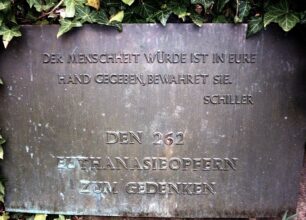 DER MENSCHHEIT WÜRDE IST IN EURE
HAND GEGEBEN, BEWAHRET SIE.
SCHILLER
DEN 262
EUTHANASIEOPFERN
ZUM GEDENKEN